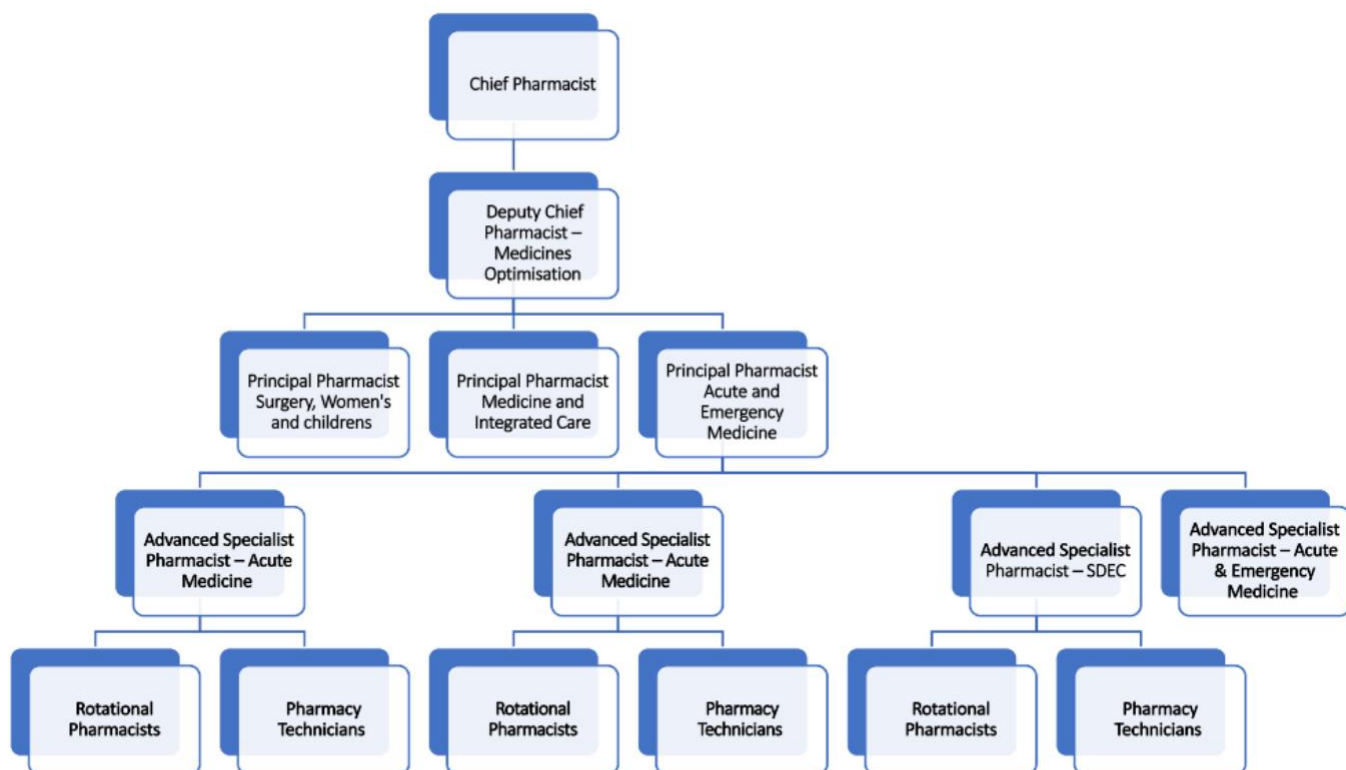 Chief Pharmacist
Deputy Chief
Pharmacist –
Medicines
Optimisation
Principal Pharmacist
Surgery, Women's
and childrens
Principal Pharmacist
Medicine and
Integrated Care
Principal Pharmacist
Acute and
Emergency
Medicine
Advanced Specialist
Pharmacist – Acute
Medicine
Advanced Specialist
Pharmacist – Acute
Medicine
Advanced Specialist
Pharmacist – SDEC
Advanced Specialist
Pharmacist – Acute
& Emergency
Medicine
Rotational
Pharmacists
Pharmacy
Technicians
Rotational
Pharmacists
Pharmacy
Technicians
Rotational
Pharmacists
Pharmacy
Technicians